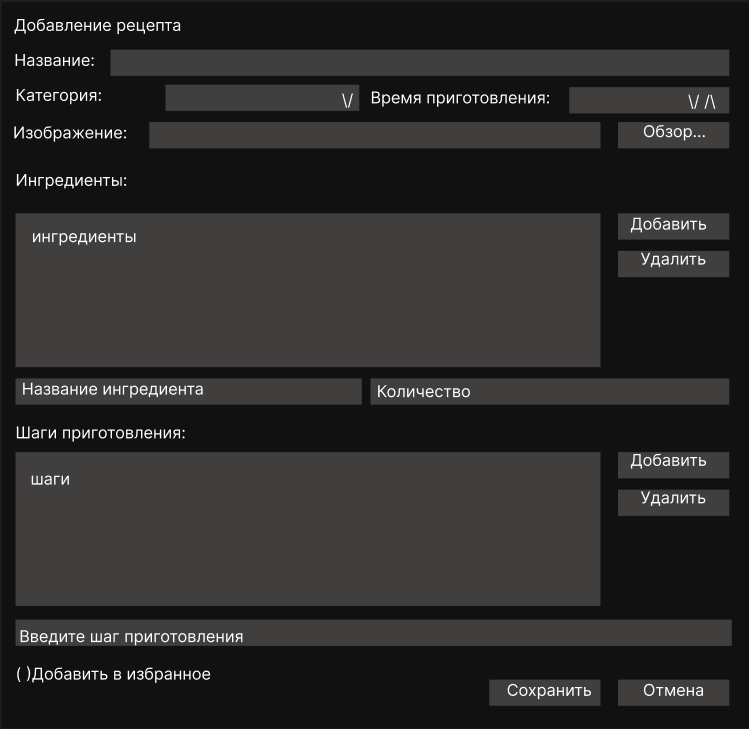 Добавление рецепта
Название:
Категория: \/ Время приготовления: \/ /\
Изображение: Обзор...
Ингредиенты:
ингредиенты
Добавить
Удалить
Название ингредиента Количество
Шаги приготовления:
шаги
Добавить
Удалить
Введите шаг приготовления
( )Добавить в избранное
Сохранить Отмена